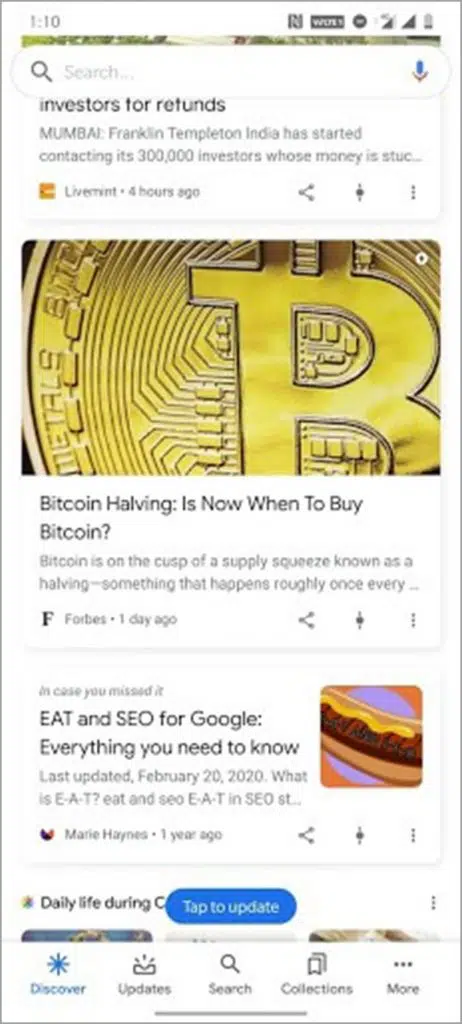 1:10
VoLTE
Search...
investors for refunds
MUMBAI: Franklin Templeton India has started
contacting its 300,000 investors whose money is stuc...
Livemint • 4 hours ago
BITC
METALS
B
Bitcoin Halving: Is Now When To Buy
Bitcoin?
Bitcoin is on the cusp of a supply squeeze known as a
halving—something that happens roughly once every ...
F Forbes • 1 day ago
In case you missed it
EAT and SEO for Google:
Everything you need to know
Last updated, February 20, 2020. What
is E-A-T? eat and seo E-A-T in SEO st...
Marie Haynes • 1 year ago
Daily life during C
Tap to update
Discover
Updates
Search
Collections
More